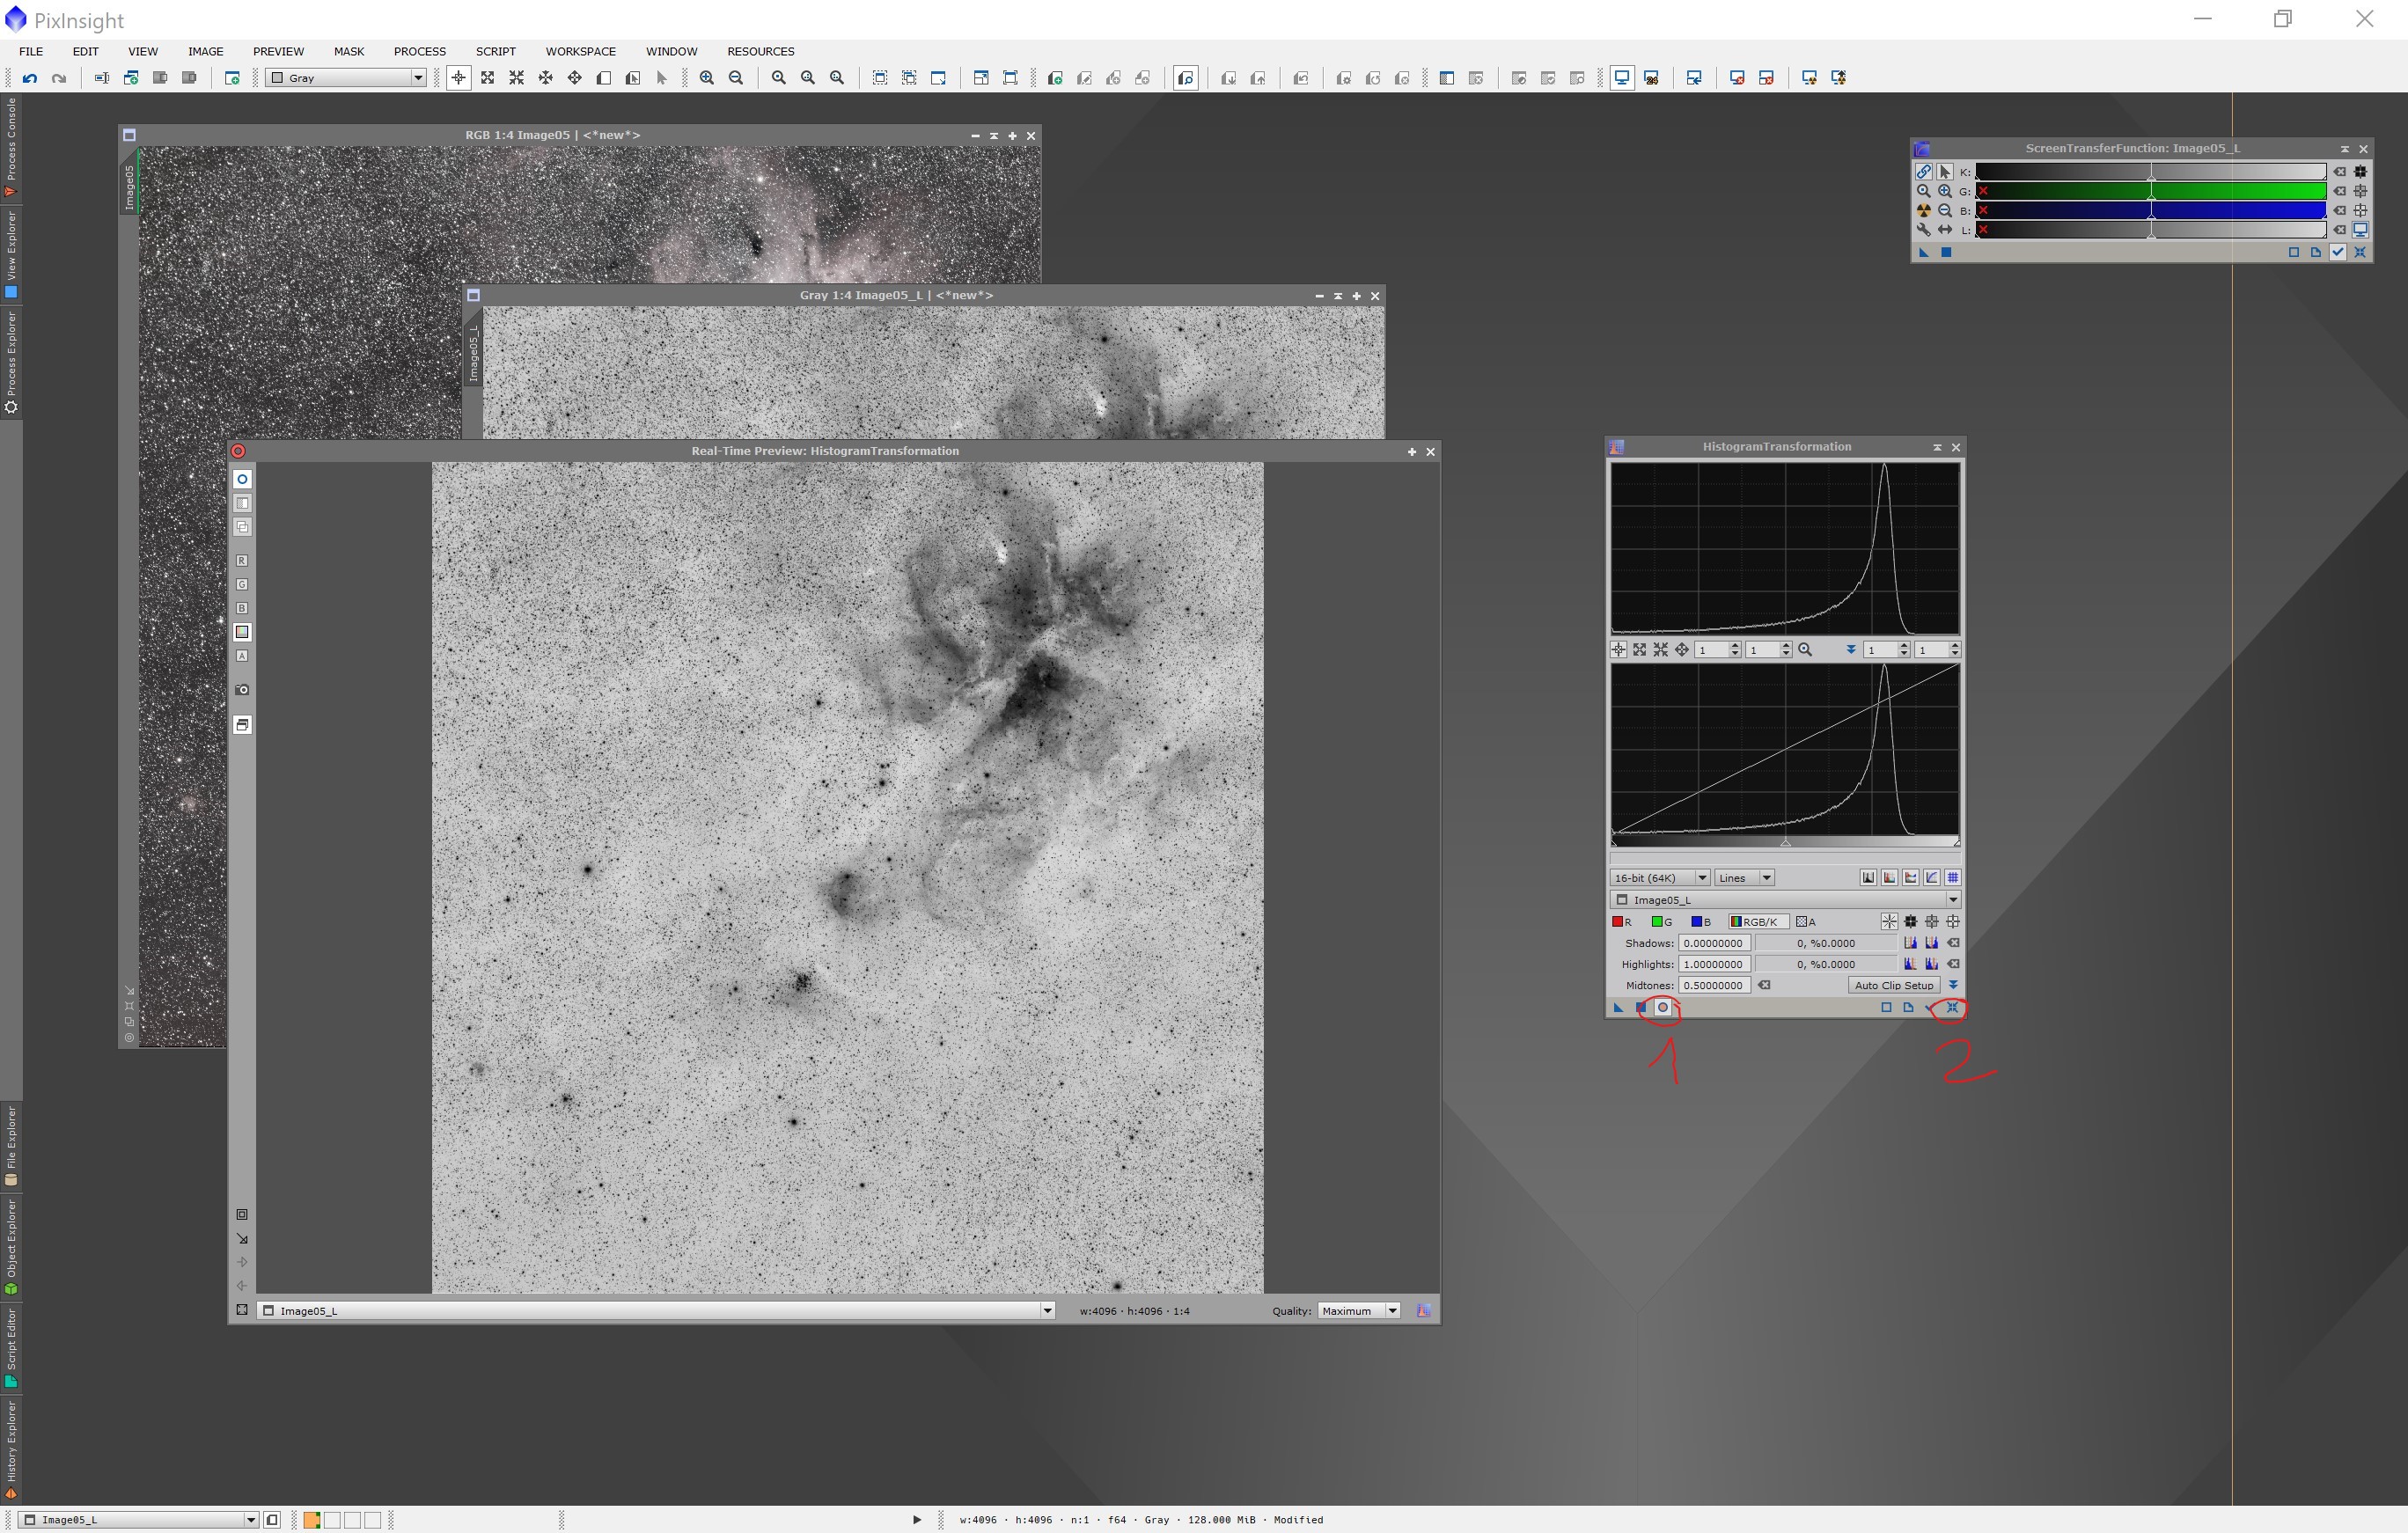 PixInsight
FILE EDIT VIEW IMAGE PREVIEW MASK PROCESS SCRIPT WORKSPACE WINDOW RESOURCES
Gray
Process Console
View Explorer
Process Explorer
File Explorer
Object Explorer
Script Editor
History Explorer
RGB 1:4 Image05 | <*new*>
Image05
ScreenTransferFunction: Image05_L
K:
G:
B:
L:
Gray 1:4 Image05_L | <*new*>
Image05_L
Real-Time Preview: HistogramTransformation
R
G
B
A
Image05_L w:4096 · h:4096 · 1:4 Quality: Maximum
HistogramTransformation
1 1 1 1
16-bit (64K) Lines
Image05_L
R G B RGB/K A
Shadows: 0.00000000 0, %0.0000
Highlights: 1.00000000 0, %0.0000
Midtones: 0.50000000 Auto Clip Setup
1 2
Image05_L w:4096 · h:4096 · n:1 · f64 · Gray · 128.000 MiB · Modified